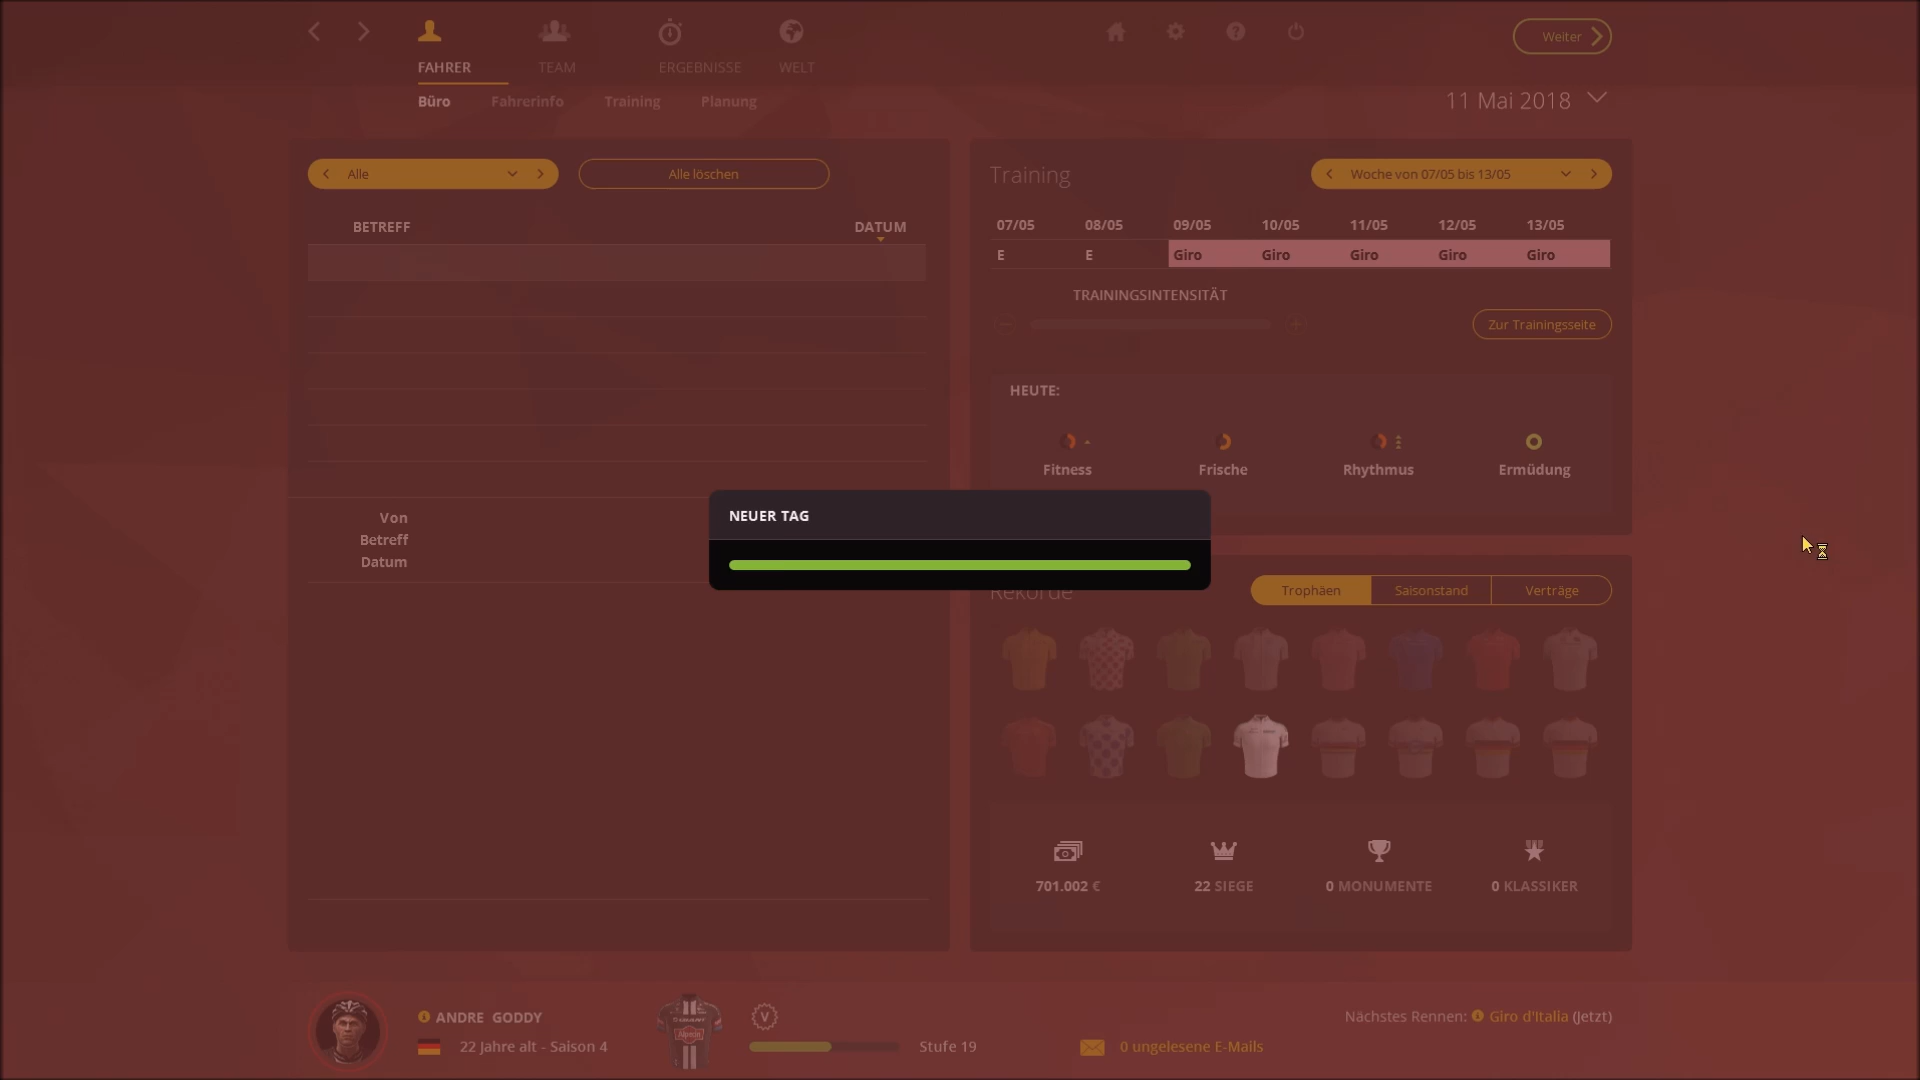 FAHRER
TEAM
ERGEBNISSE
WELT
Weiter
Büro
Fahrerinfo
Training
Planung
11 Mai 2018
Alle
Alle löschen
BETREFF
DATUM
Von
Betreff
Datum
Training
Woche von 07/05 bis 13/05
07/05 08/05 09/05 10/05 11/05 12/05 13/05
E E Giro Giro Giro Giro Giro
TRAININGSINTENSITÄT
Zur Trainingsseite
HEUTE:
Fitness
Frische
Rhythmus
Ermüdung
NEUER TAG
Rekorde
Trophäen
Saisonstand
Verträge
701.002 €
22 SIEGE
0 MONUMENTE
0 KLASSIKER
ANDRE GODDY
22 Jahre alt - Saison 4
V
Stufe 19
0 ungelesene E-Mails
Nächstes Rennen: Giro d'Italia (Jetzt)